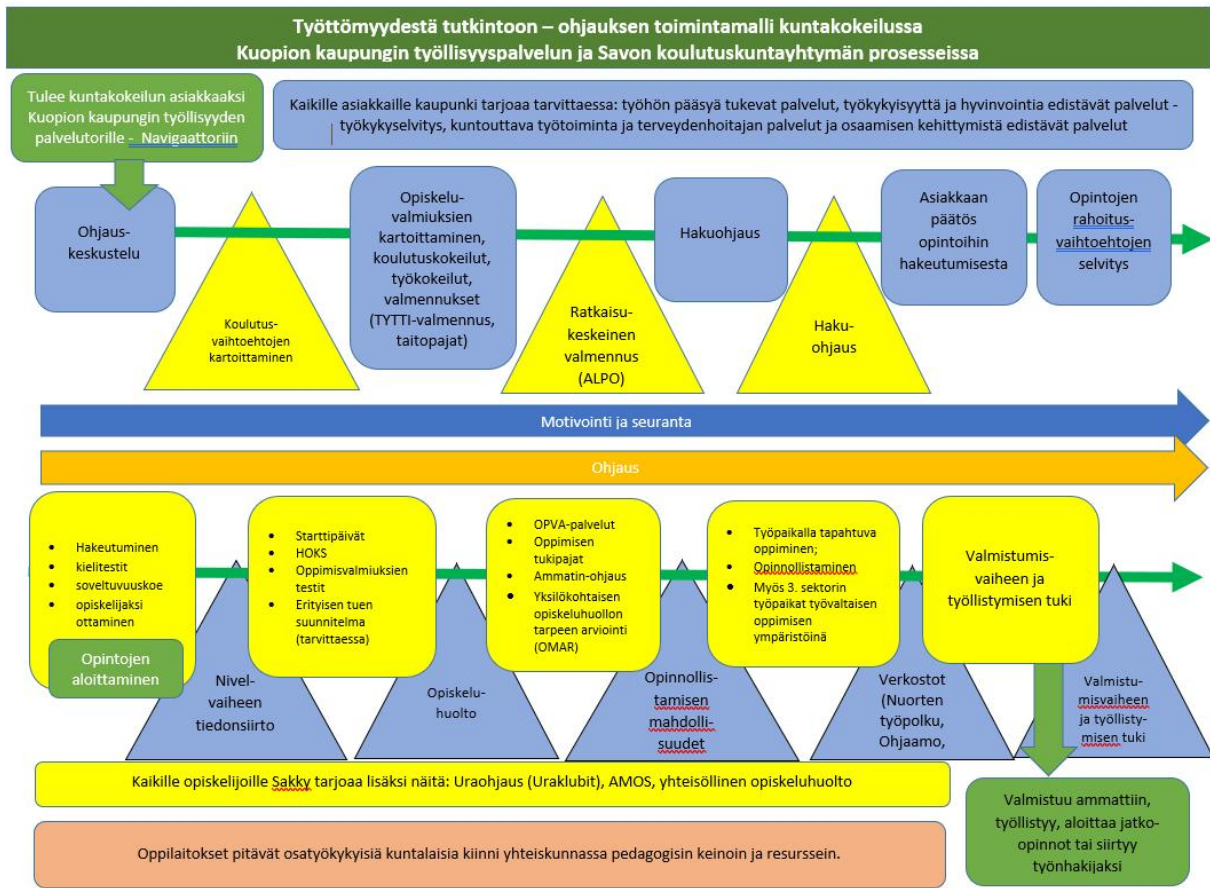 Työttömyydestä tutkintoon – ohjauksen toimintamalli kuntakokeilussa
Kuopion kaupungin työllisyyspalvelun ja Savon koulutuskuntayhtymän prosesseissa
Tulee kuntakokeilun asiakkaaksi
Kuopion kaupungin työllisyyden
palvelutorille - Navigaattoriin
Kaikille asiakkaille kaupunki tarjoaa tarvittaessa: työhön pääsyä tukevat palvelut, työkykyisyyttä ja hyvinvointia edistävät palvelut -
työkykyselvitys, kuntouttava työtoiminta ja terveydenhoitajan palvelut ja osaamisen kehittymistä edistävät palvelut
Ohjaus-
keskustelu
Koulutus-
vaihtoehtojen
kartoittaminen
Opiskelu-
valmiuksien
kartoittaminen,
koulutuskokeilut,
työkokeilut,
valmennukset
(TYTTI-valmennus,
taitopajat)
Ratkaisu-
keskeinen
valmennus
(ALPO)
Hakuohjaus
Haku-
ohjaus
Asiakkaan
päätös
opintoihin
hakeutumisesta
Opintojen
rahoitus-
vaihtoehtojen
selvitys
Motivointi ja seuranta
Ohjaus
• Hakeutuminen
• kielitestit
• soveltuvuuskoe
• opiskelijaksi
ottaminen
Opintojen
aloittaminen
Nivel-
vaiheen
tiedonsiirto
• Starttipäivät
• HOKS
• Oppimisvalmiuksien
testit
• Erityisen tuen
suunnitelma
(tarvittaessa)
Opiskelu-
huolto
• OPVA-palvelut
• Oppimisen
tukipajat
• Ammatin-ohjaus
• Yksilökohtaisen
opiskeluhuollon
tarpeen arviointi
(OMAR)
Opinnollis-
tamisen
mahdolli-
suudet
• Työpaikalla tapahtuva
oppiminen;
• Opinnollistaminen
• Myös 3. sektorin
työpaikat työvaltaisen
oppimisen
ympäristöinä
Verkostot
(Nuorten
työpolku,
Ohjaamo,
Valmistumis-
vaiheen ja
työllistymisen tuki
Valmistu-
misvaiheen
ja työllisty-
misen tuki
Kaikille opiskelijoille Sakky tarjoaa lisäksi näitä: Uraohjaus (Uraklubit), AMOS, yhteisöllinen opiskeluhuolto
Valmistuu ammattiin,
työllistyy, aloittaa jatko-
opinnot tai siirtyy
työnhakijaksi
Oppilaitokset pitävät osatyökykyisiä kuntalaisia kiinni yhteiskunnassa pedagogisin keinoin ja resurssein.